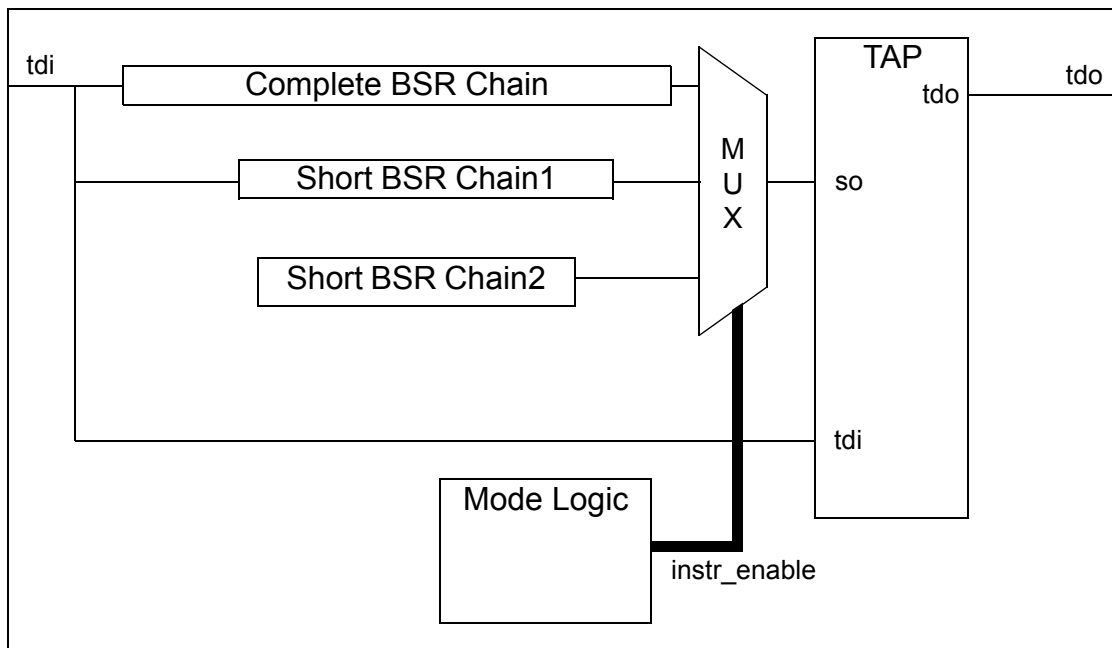 tdi
Complete BSR Chain
TAP
tdo
tdo
Short BSR Chain1
M
U
X
so
Short BSR Chain2
tdi
Mode Logic
instr_enable